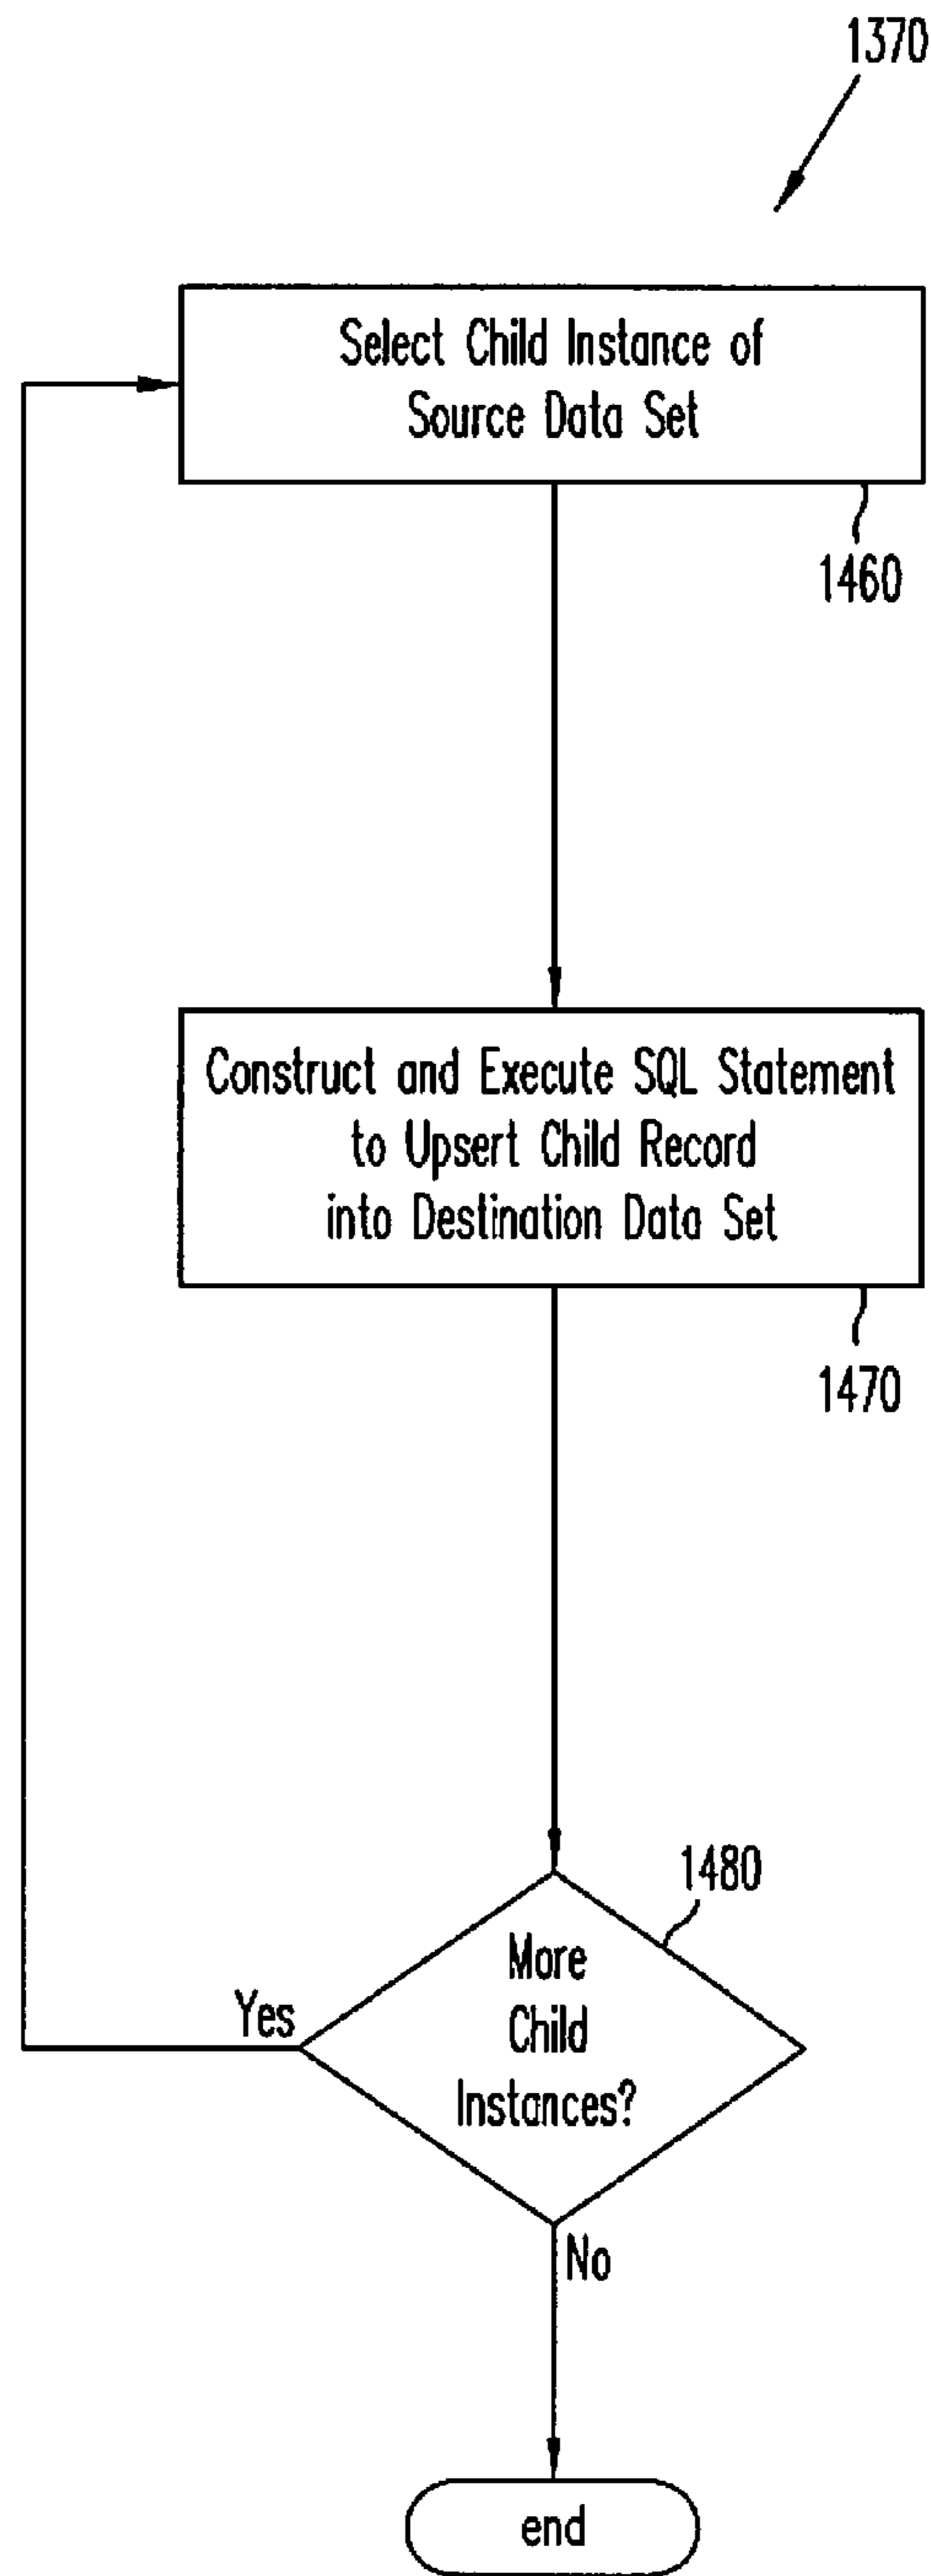 1370
Select Child Instance of
Source Data Set
1460
Construct and Execute SQL Statement
to Upsert Child Record
into Destination Data Set
1470
1480
More
Child
Instances?
Yes
No
end